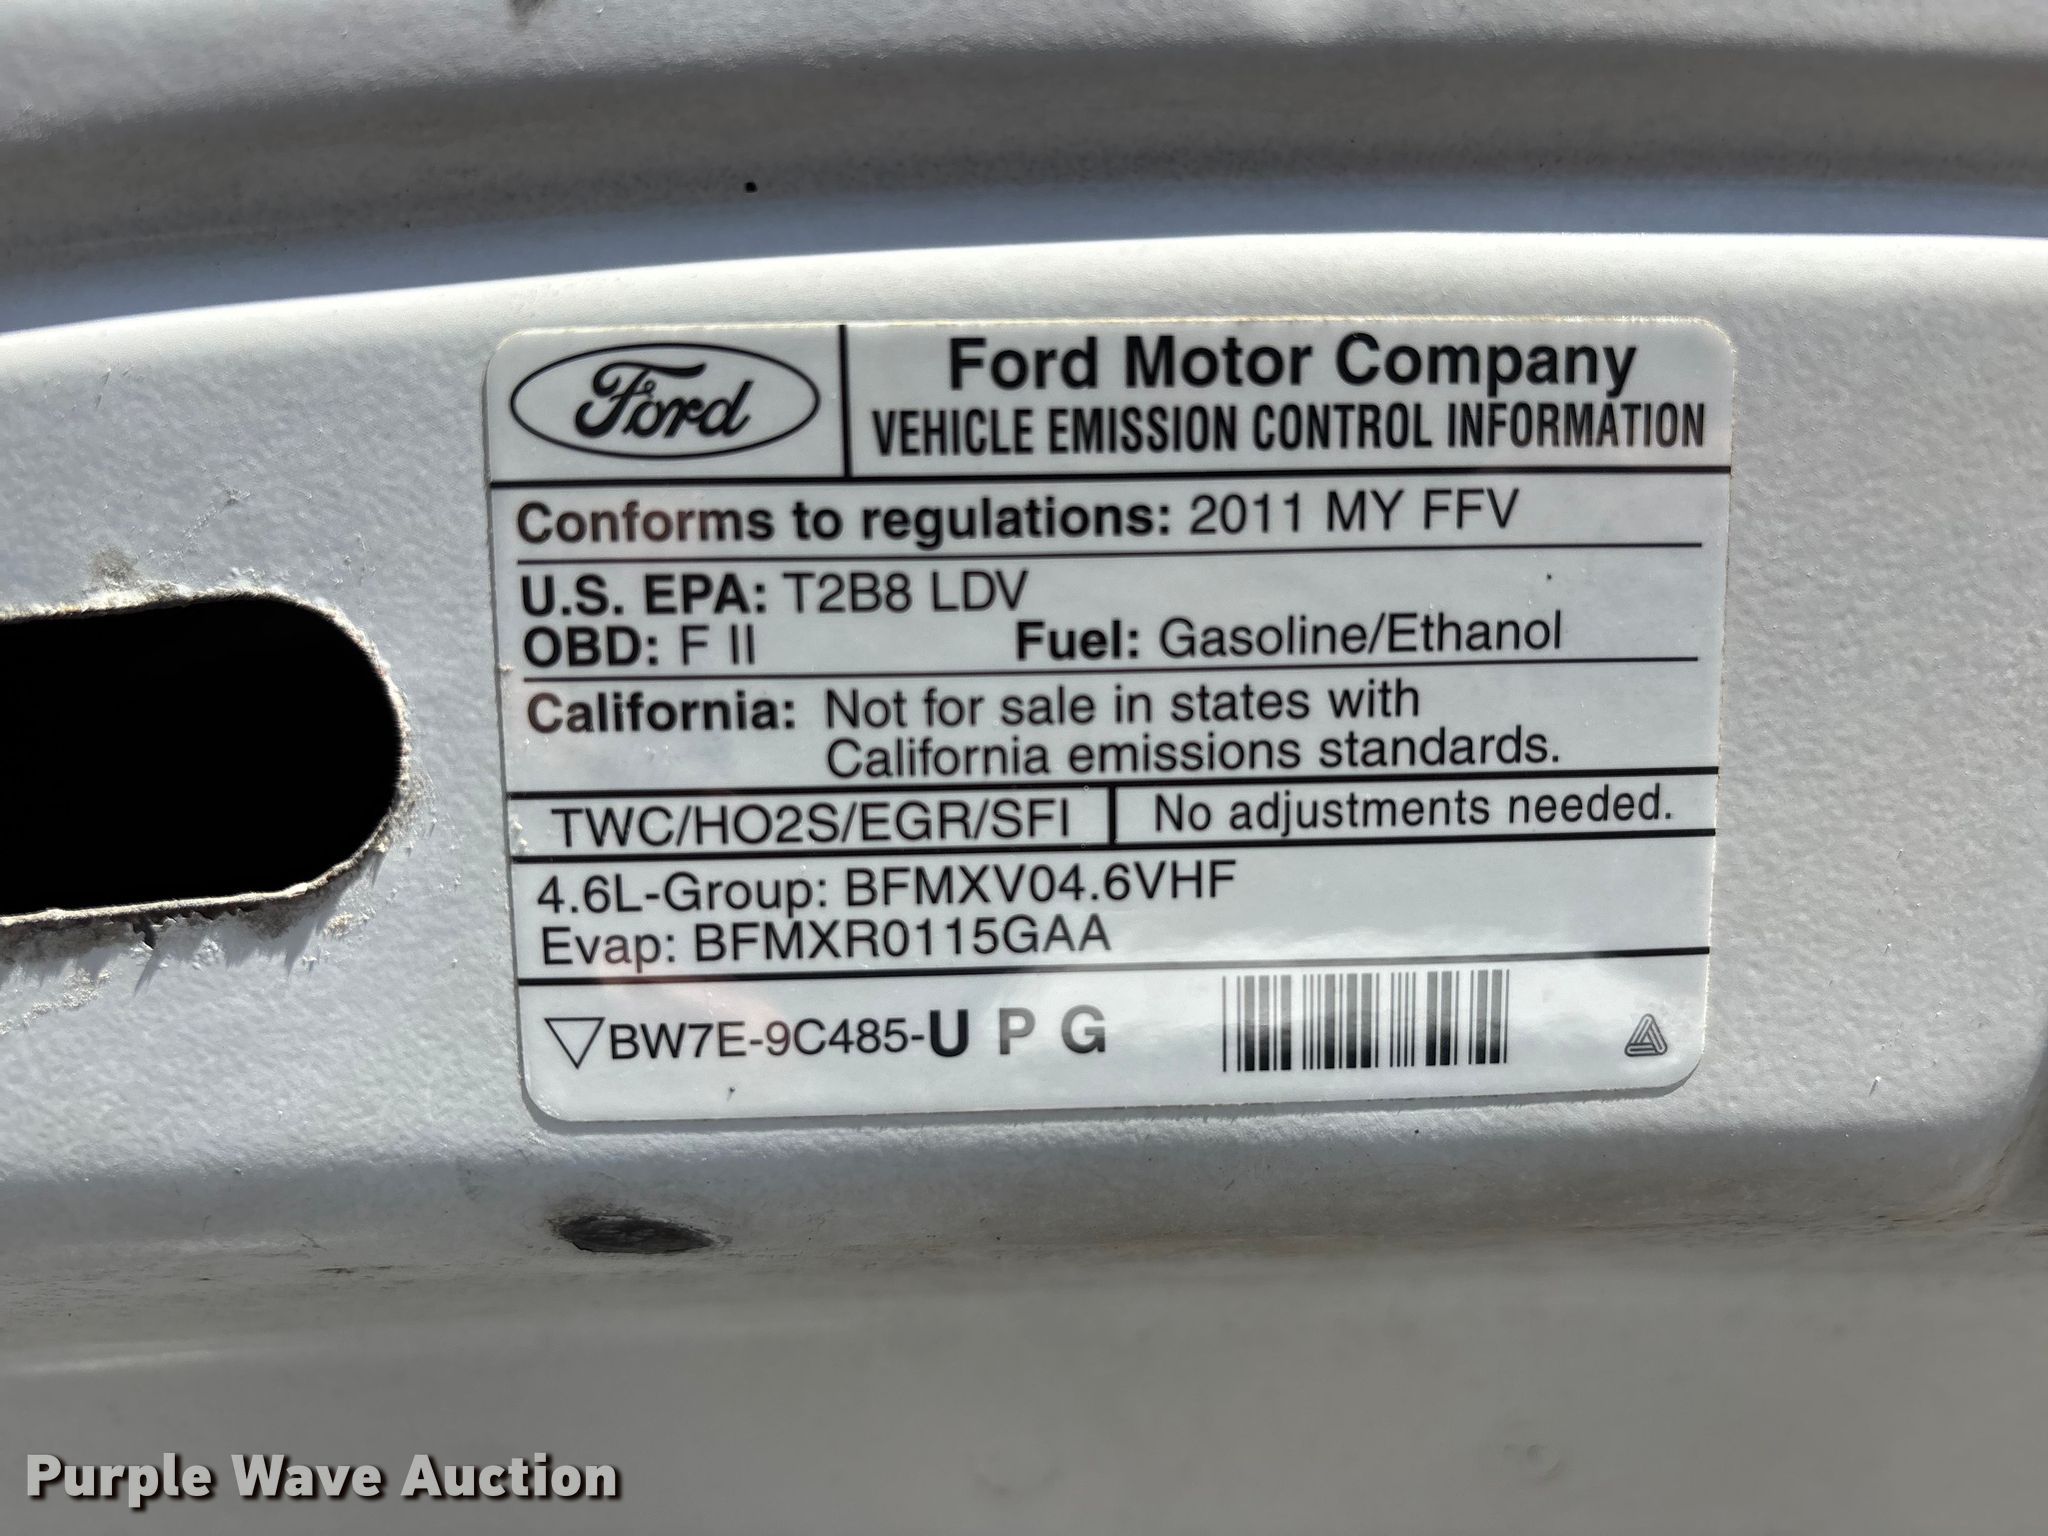 Ford
Ford Motor Company
VEHICLE EMISSION CONTROL INFORMATION
Conforms to regulations: 2011 MY FFV
U.S. EPA: T2B8 LDV
OBD: F II Fuel: Gasoline/Ethanol
California: Not for sale in states with
California emissions standards.
TWC/HO2S/EGR/SFI No adjustments needed.
4.6L-Group: BFMXV04.6VHF
Evap: BFMXR0115GAA
BW7E-9C485-U P G
Purple Wave Auction